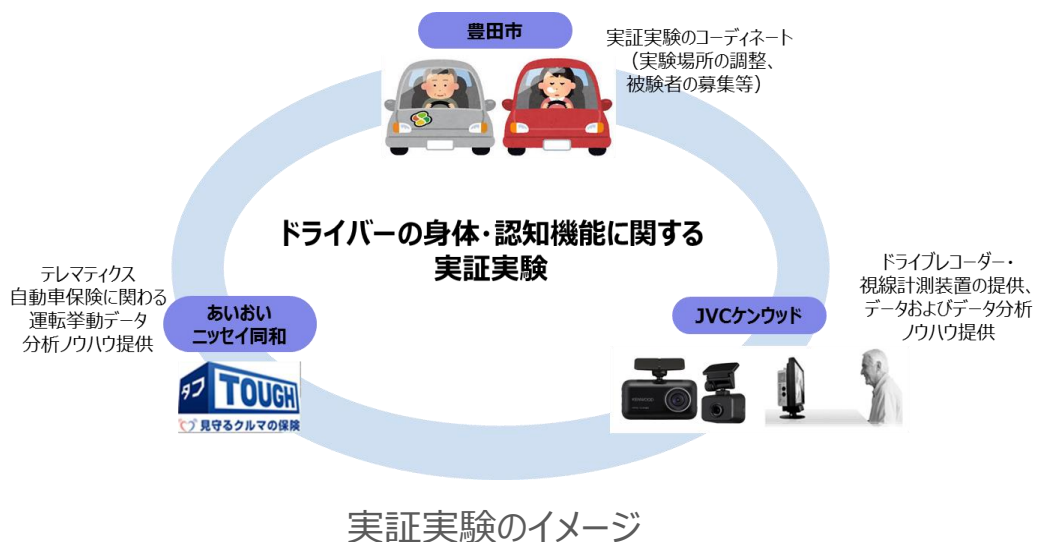 豊田市
実証実験のコーディネート
（実験場所の調整、
被験者の募集等）
ドライバーの身体・認知機能に関する
実証実験
テレマティクス
自動車保険に関わる
運転挙動データ
分析ノウハウ提供
あいおい
ニッセイ同和
タフ TOUGH
見守るクルマの保険
ドライブレコーダー・
視線計測装置の提供、
データおよびデータ分析
ノウハウ提供
JVCケンウッド
KENWOOD
実証実験のイメージ